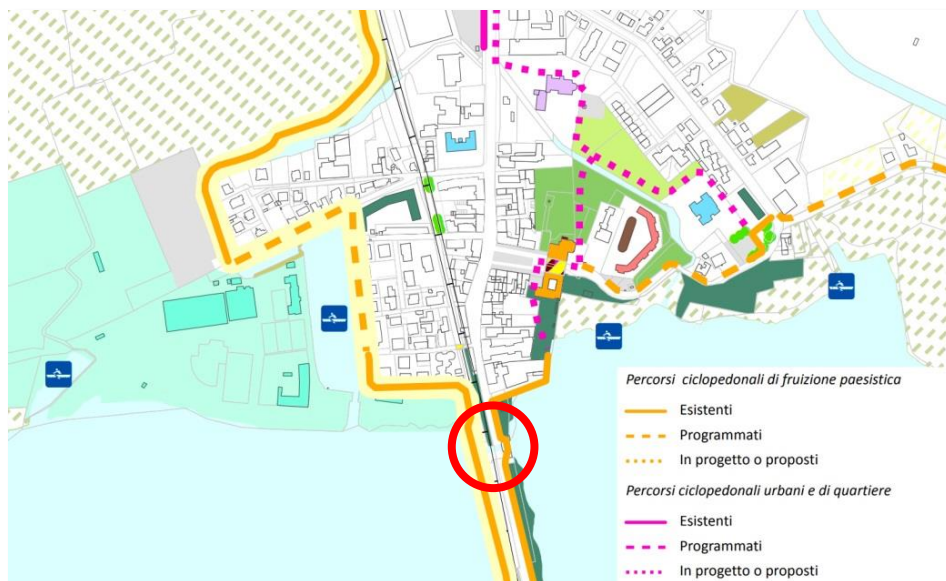 Percorsi ciclopedonali di fruizione paesistica
Esistenti
Programmati
In progetto o proposti
Percorsi ciclopedonali urbani e di quartiere
Esistenti
Programmati
In progetto o proposti